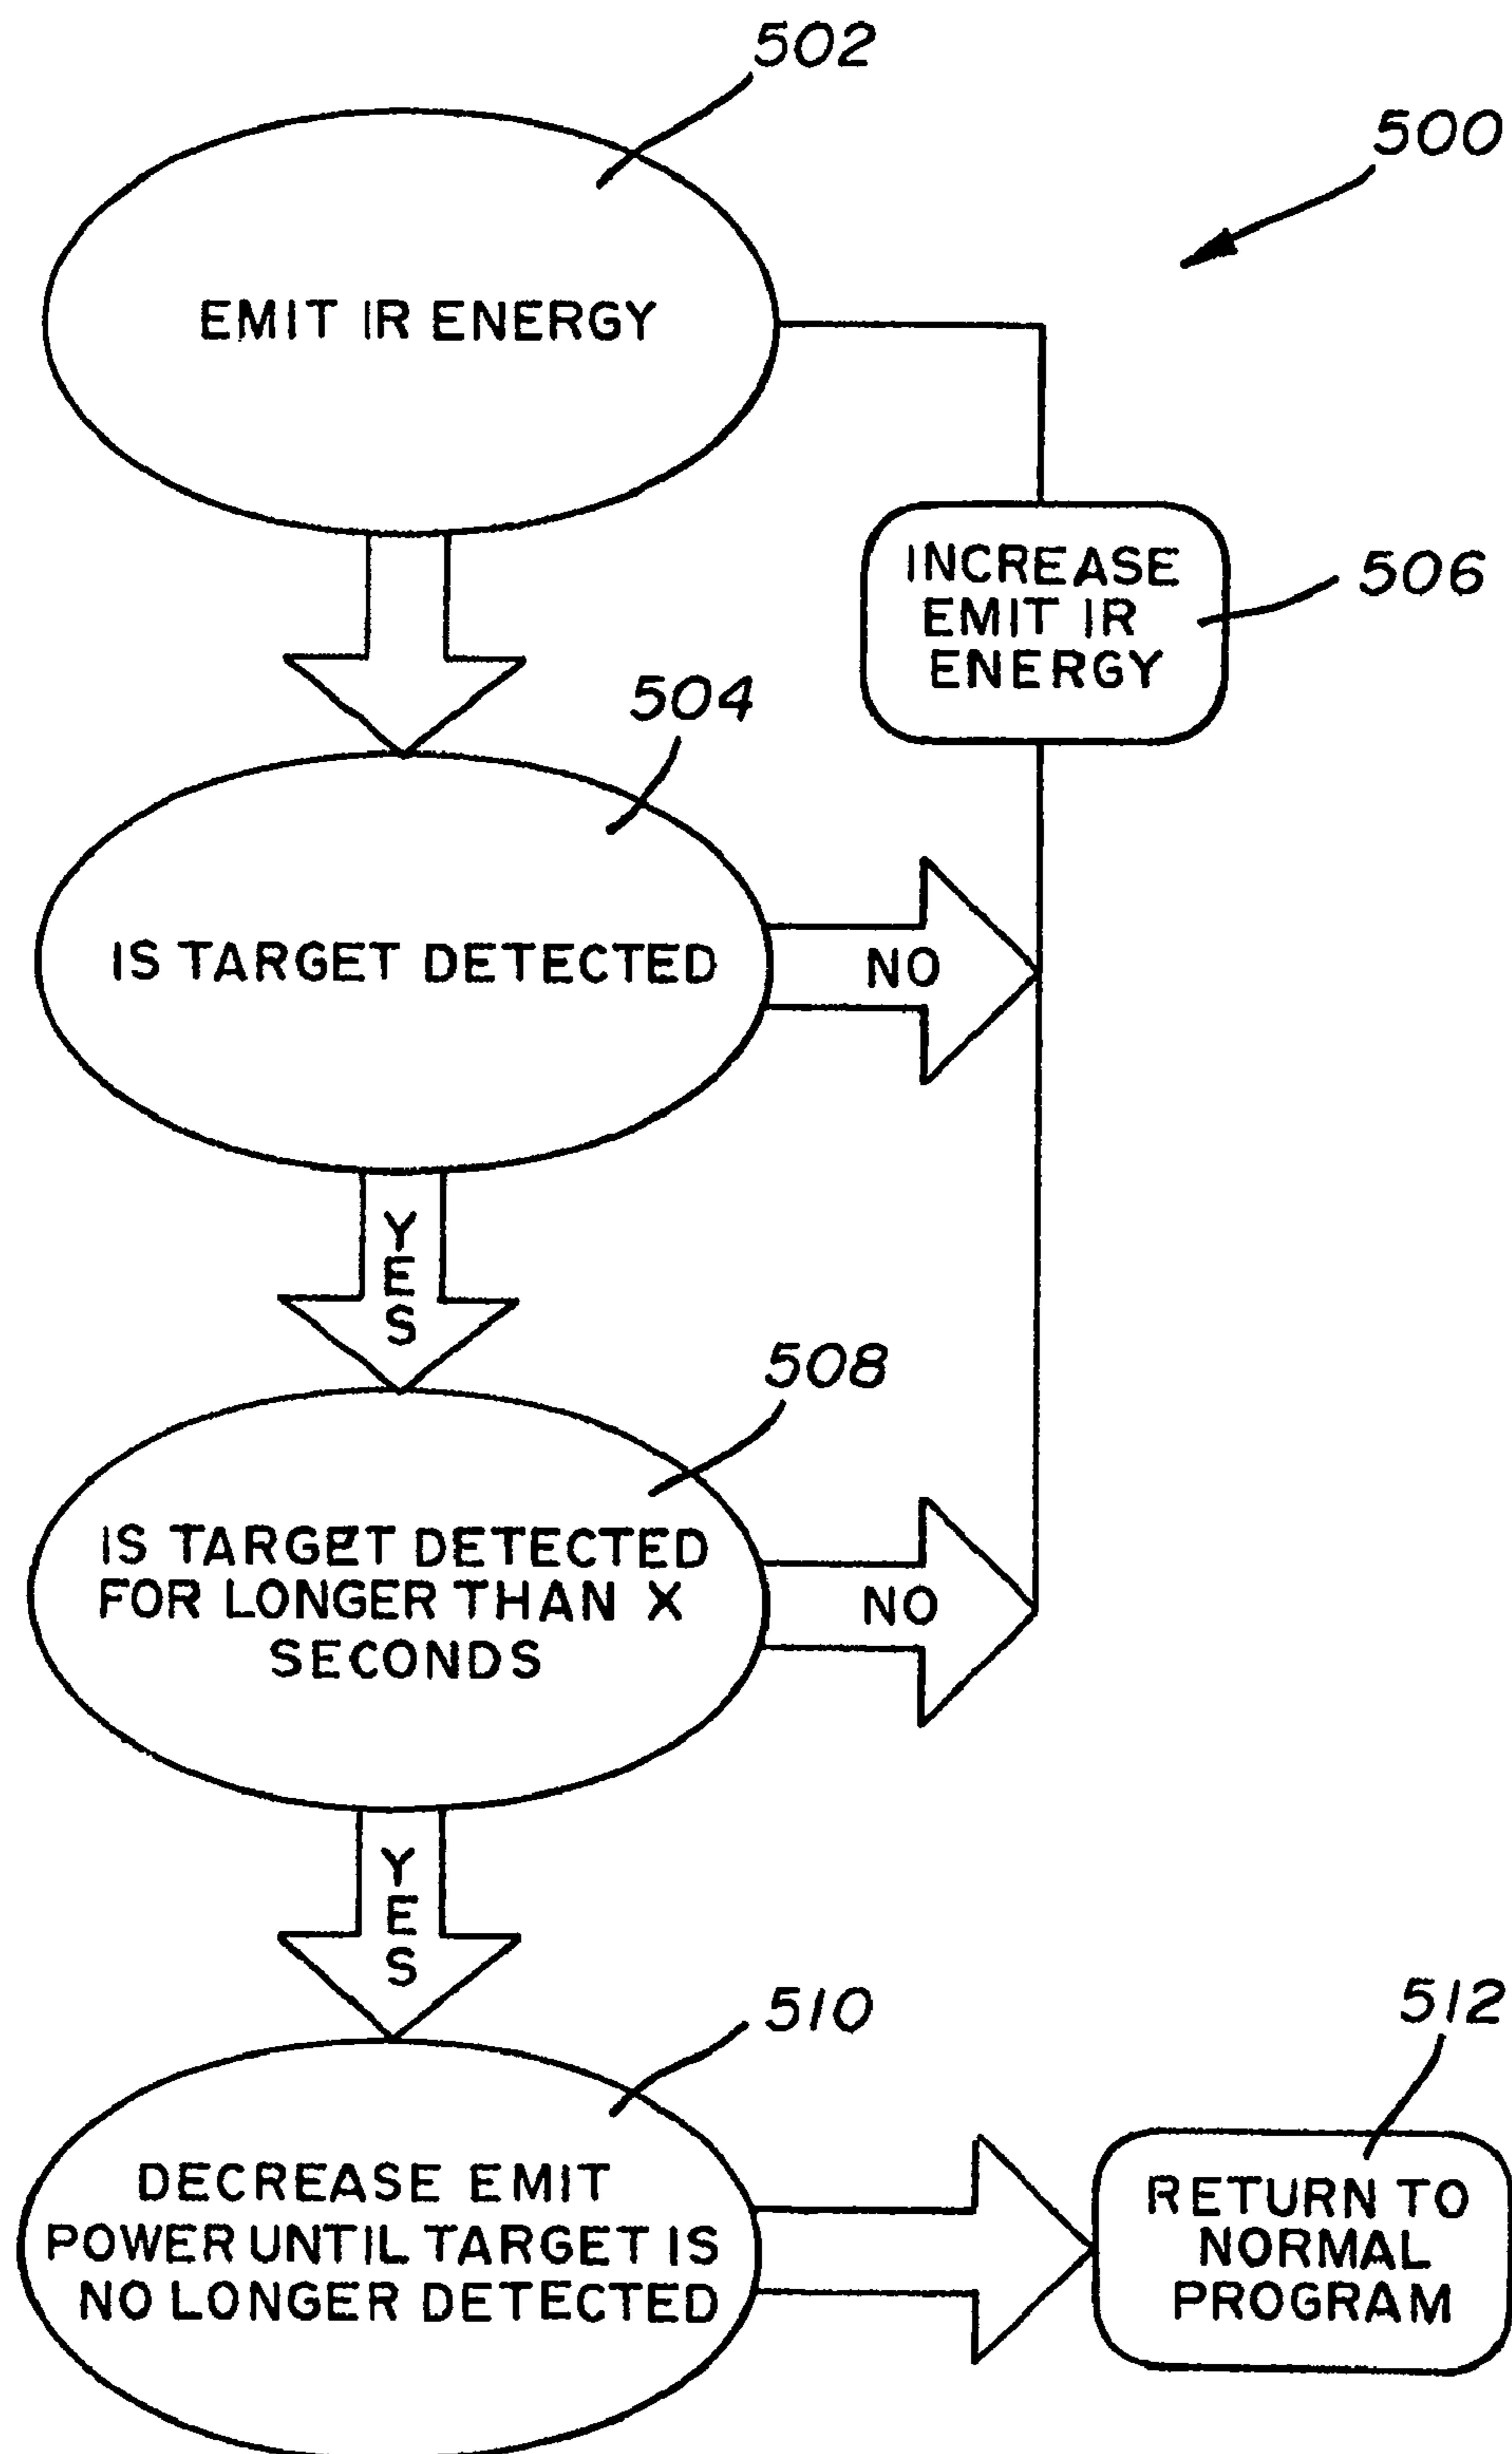 502
500
EMIT IR ENERGY
INCREASE
EMIT IR
ENERGY
506
504
IS TARGET DETECTED
NO
YES
508
IS TARGET DETECTED
FOR LONGER THAN X
SECONDS
NO
YES
510
512
DECREASE EMIT
POWER UNTIL TARGET IS
NO LONGER DETECTED
RETURN TO
NORMAL
PROGRAM